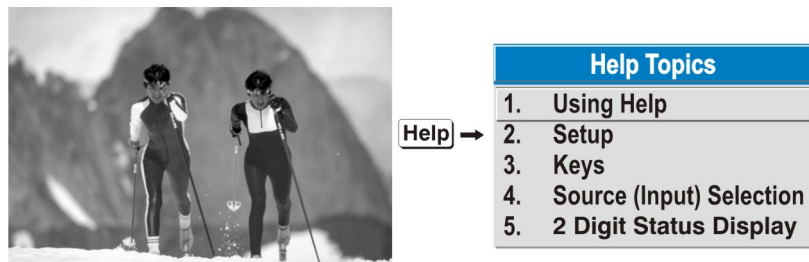 Help
Help Topics
1. Using Help
2. Setup
3. Keys
4. Source (Input) Selection
5. 2 Digit Status Display